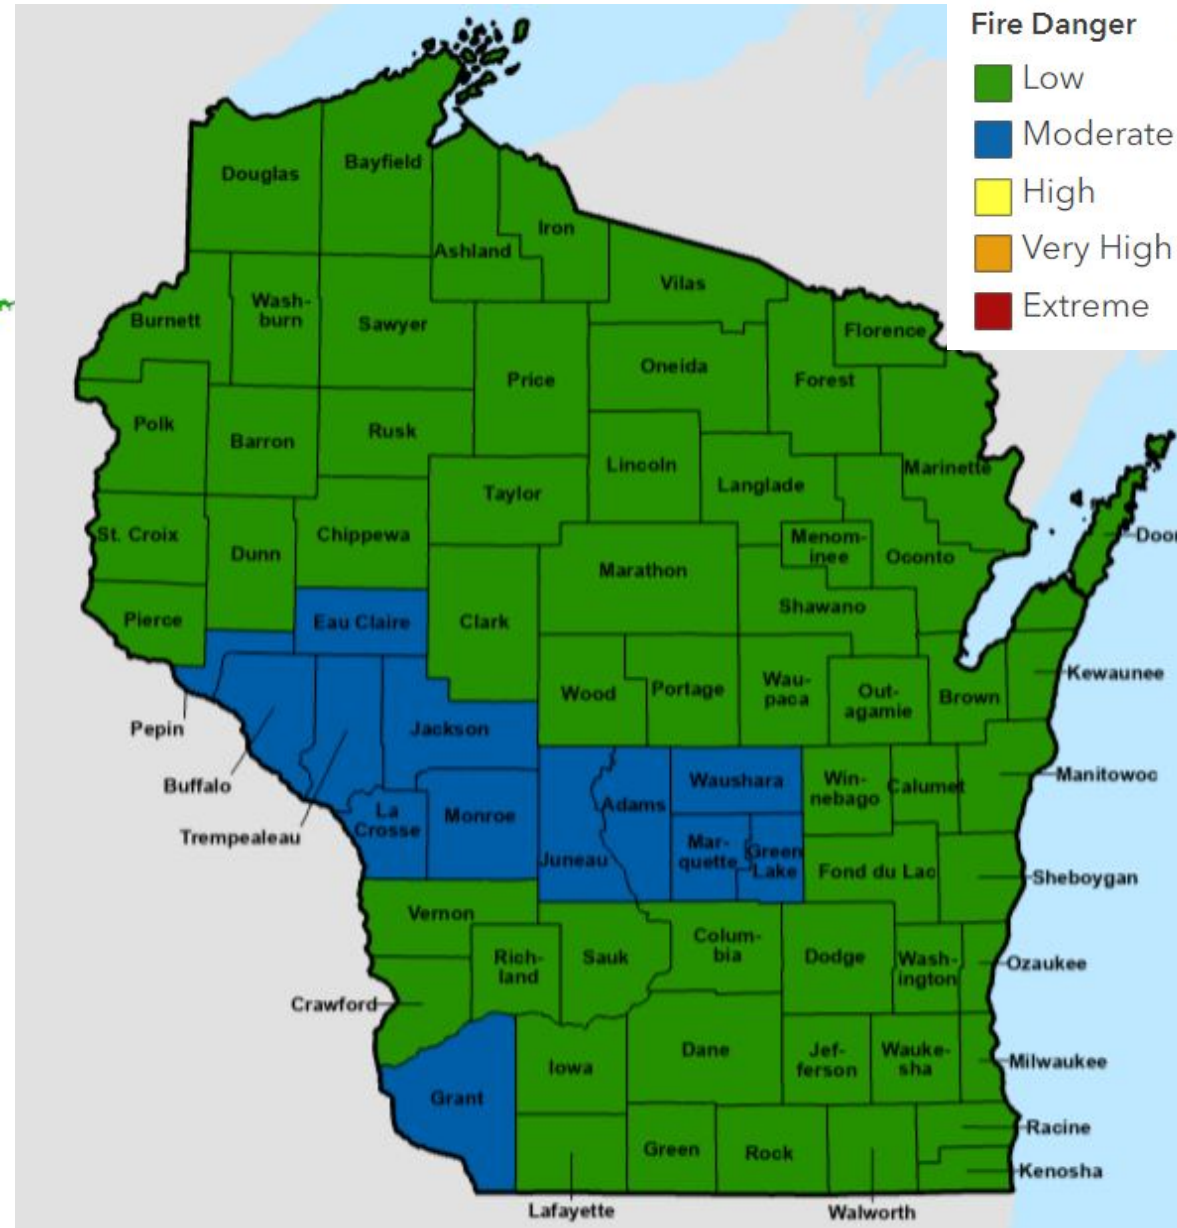 Fire Danger
Low
Moderate
High
Very High
Extreme
Douglas
Bayfield
Ashland
Iron
Vilas
Burnett
Wash-
burn
Sawyer
Price
Oneida
Forest
Florence
Polk
Barron
Rusk
Lincoln
Langlade
Marinette
Taylor
St. Croix
Dunn
Chippewa
Menom-
inee
Oconto
Door
Marathon
Shawano
Pierce
Eau Claire
Clark
Wood
Portage
Wau-
paca
Out-
agamie
Brown
Kewaunee
Pepin
Jackson
Buffalo
Trempealeau
La
Crosse
Monroe
Juneau
Adams
Waushara
Mar-
quette
Green
Lake
Win-
nebago
Calumet
Manitowoc
Fond du Lac
Sheboygan
Vernon
Rich-
land
Sauk
Colum-
bia
Dodge
Wash-
ington
Ozaukee
Crawford
Grant
Iowa
Dane
Jef-
ferson
Wauke-
sha
Milwaukee
Green
Rock
Racine
Kenosha
Lafayette
Walworth